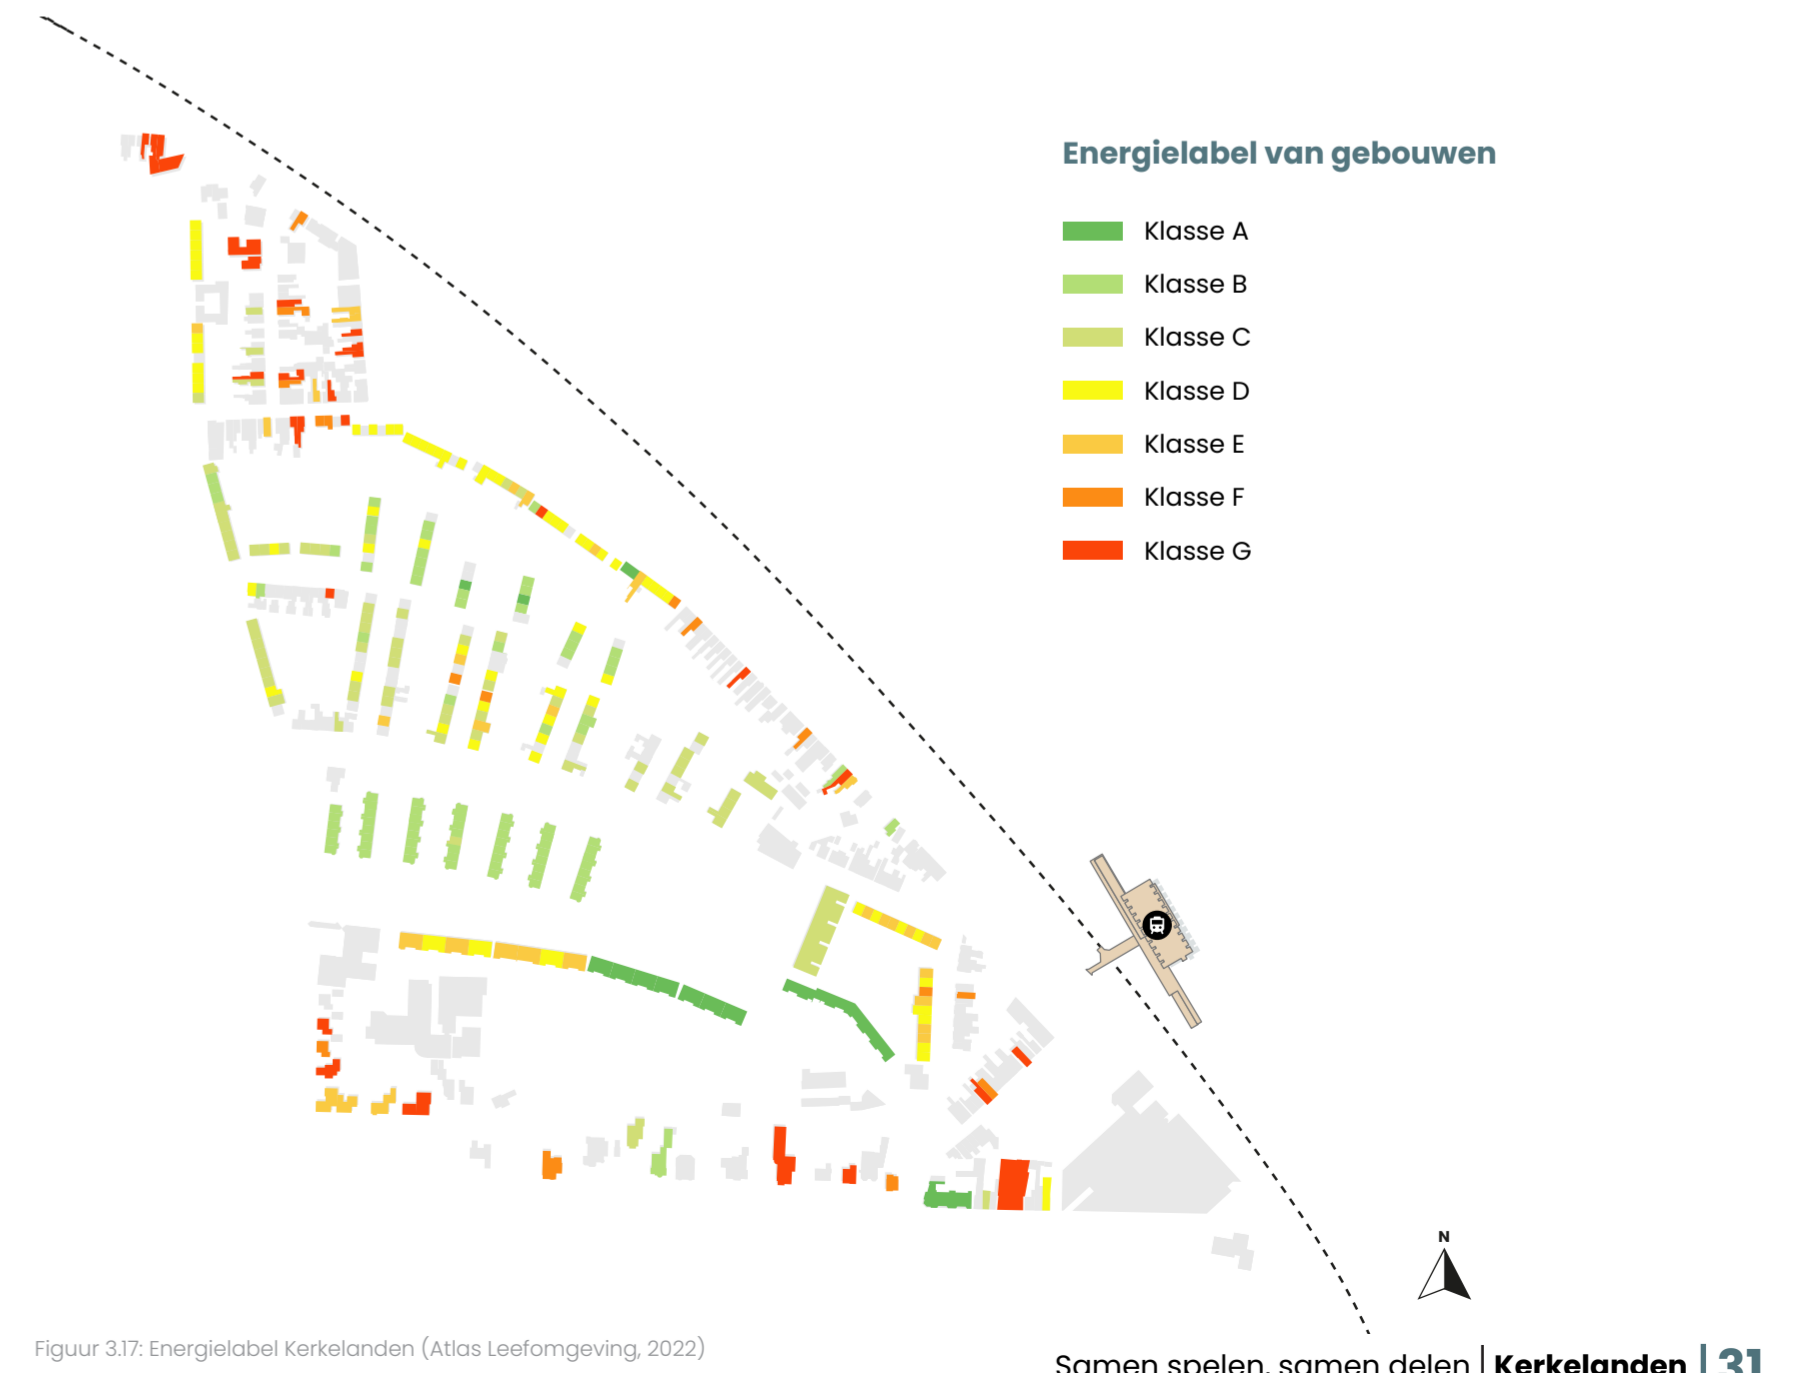 Energielabel van gebouwen
Klasse A
Klasse B
Klasse C
Klasse D
Klasse E
Klasse F
Klasse G
N
Figuur 3.17: Energielabel Kerkelanden (Atlas Leefomgeving, 2022)
Samen spelen, samen delen | Kerkelanden | 31